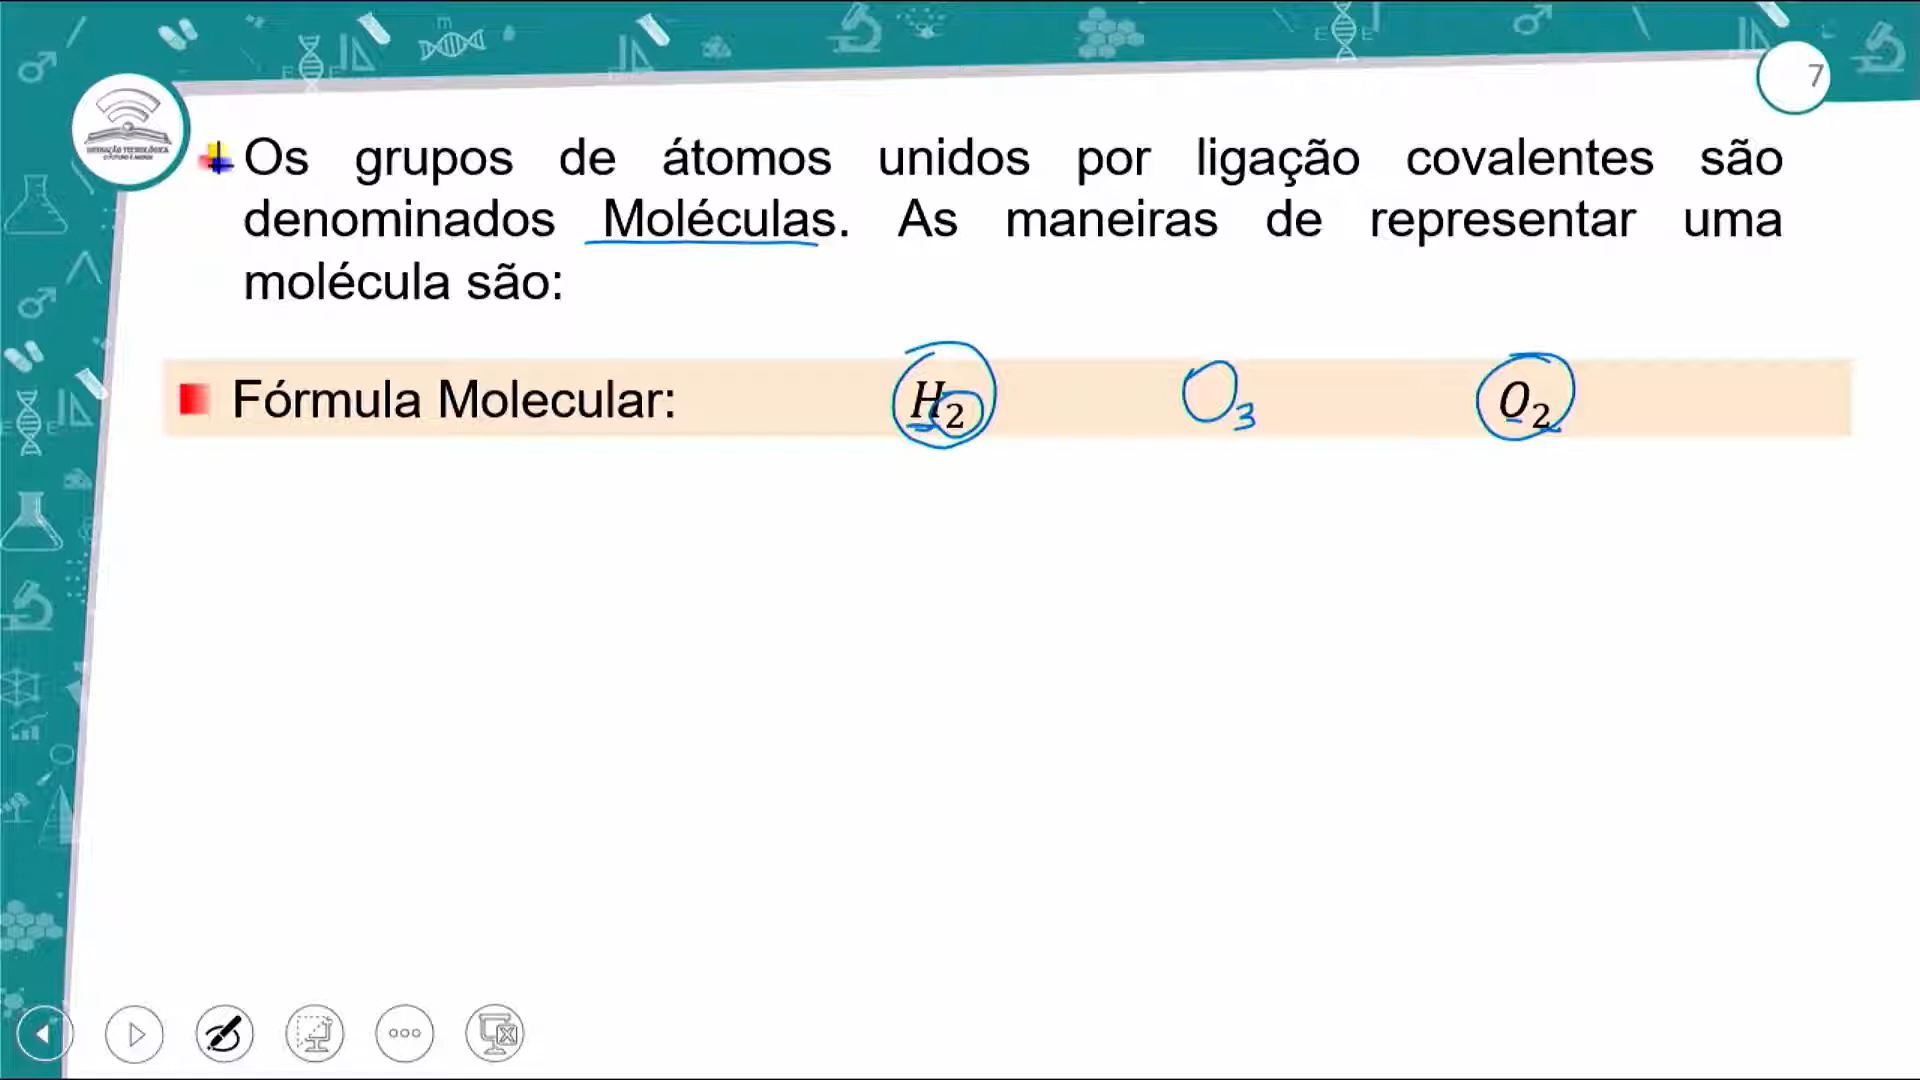 7
Os grupos de átomos unidos por ligação covalentes são
denominados Moléculas. As maneiras de representar uma
molécula são:
Fórmula Molecular: H₂ O₃ O₂